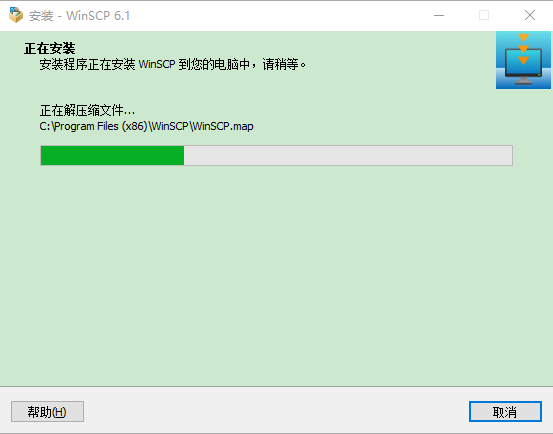 安装 - WinSCP 6.1
正在安装
安装程序正在安装 WinSCP 到您的电脑中，请稍等。
正在解压缩文件...
C:\Program Files (x86)\WinSCP\WinSCP.map
帮助(H)
取消